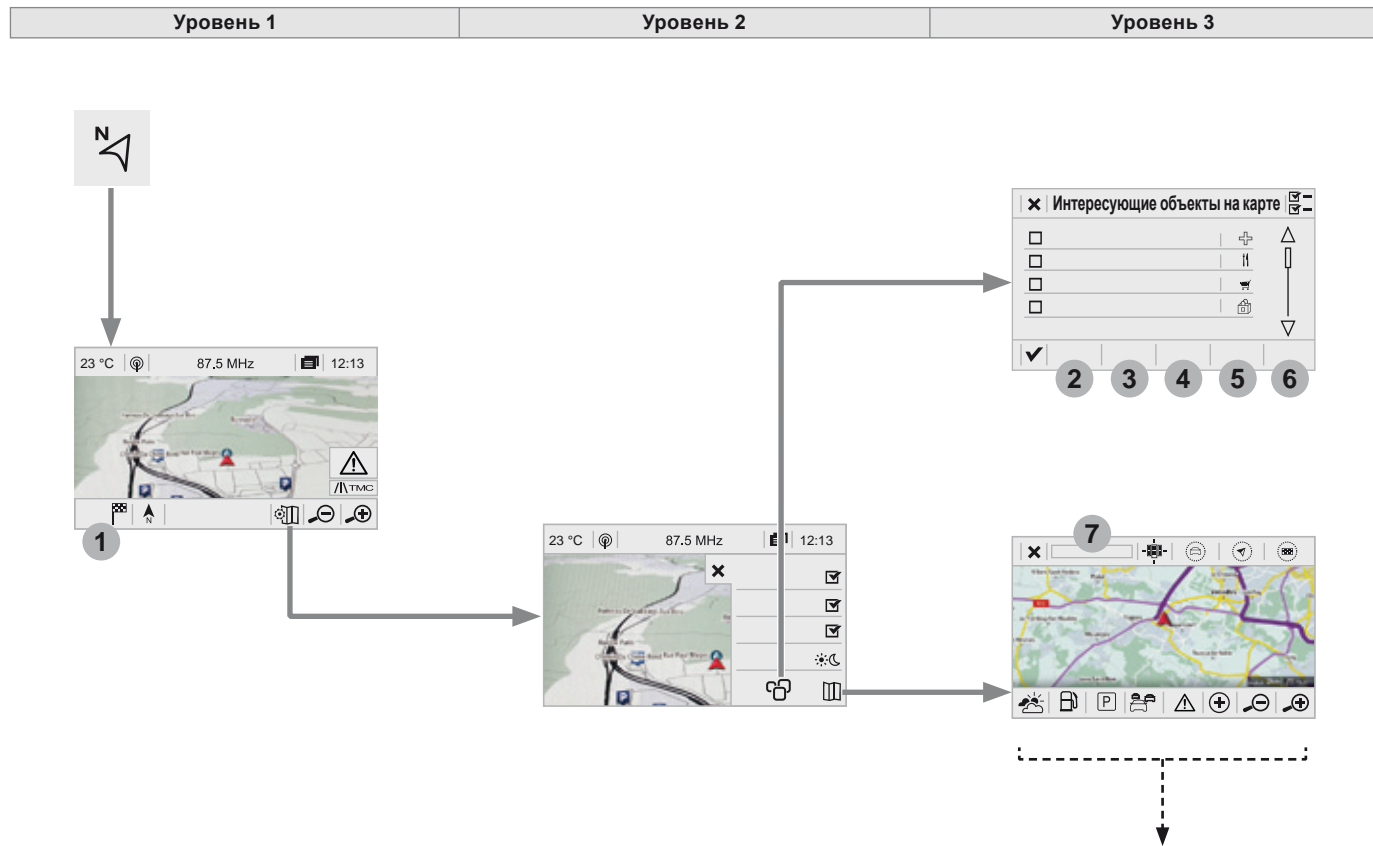 Уровень 1 Уровень 2 Уровень 3
N
Интересующие объекты на карте
23 °C 87.5 MHz 12:13
2 3 4 5 6
TMC
N
1
23 °C 87.5 MHz 12:13
7
P